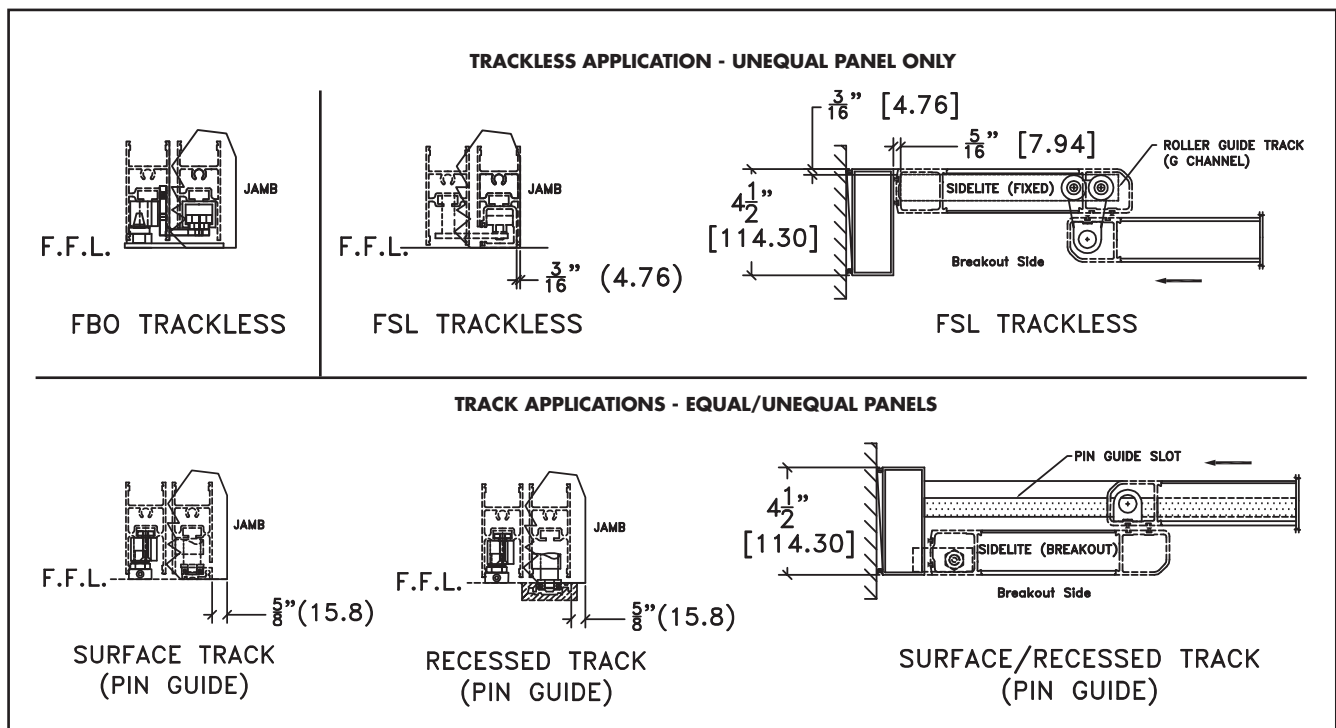 TRACKLESS APPLICATION - UNEQUAL PANEL ONLY
JAMB
F.F.L.
FBO TRACKLESS
JAMB
F.F.L.
3/16” (4.76)
FSL TRACKLESS
3/16” [4.76]
5/16” [7.94]
ROLLER GUIDE TRACK
(G CHANNEL)
SIDELITE (FIXED)
4 1/2”
[114.30]
Breakout Side
FSL TRACKLESS
TRACK APPLICATIONS - EQUAL/UNEQUAL PANELS
JAMB
F.F.L.
5/8”(15.8)
SURFACE TRACK
(PIN GUIDE)
JAMB
F.F.L.
5/8”(15.8)
RECESSED TRACK
(PIN GUIDE)
PIN GUIDE SLOT
4 1/2”
[114.30]
SIDELITE (BREAKOUT)
Breakout Side
SURFACE/RECESSED TRACK
(PIN GUIDE)